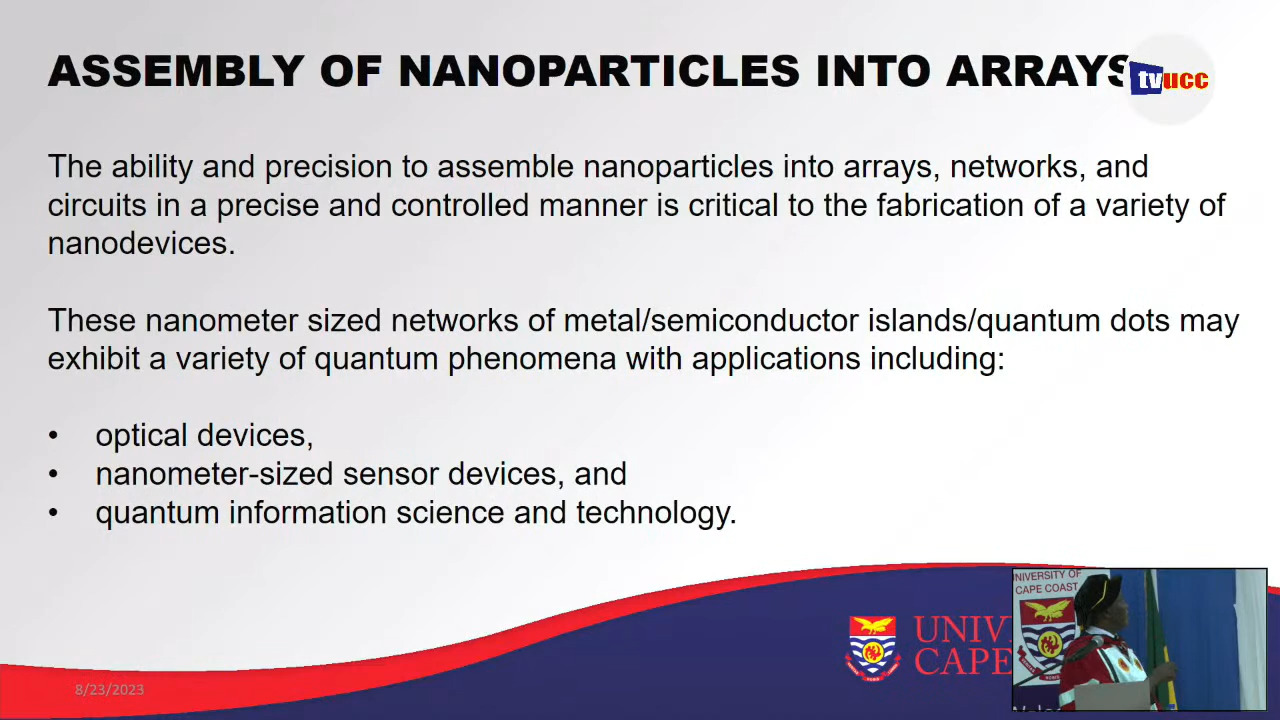 ASSEMBLY OF NANOPARTICLES INTO ARRAYS
tvucc
The ability and precision to assemble nanoparticles into arrays, networks, and
circuits in a precise and controlled manner is critical to the fabrication of a variety of
nanodevices.
These nanometer sized networks of metal/semiconductor islands/quantum dots may
exhibit a variety of quantum phenomena with applications including:
• optical devices,
• nanometer-sized sensor devices, and
• quantum information science and technology.
UNIVERSITY OF
CAPE COAST
UNIV
CAPE
8/23/2023